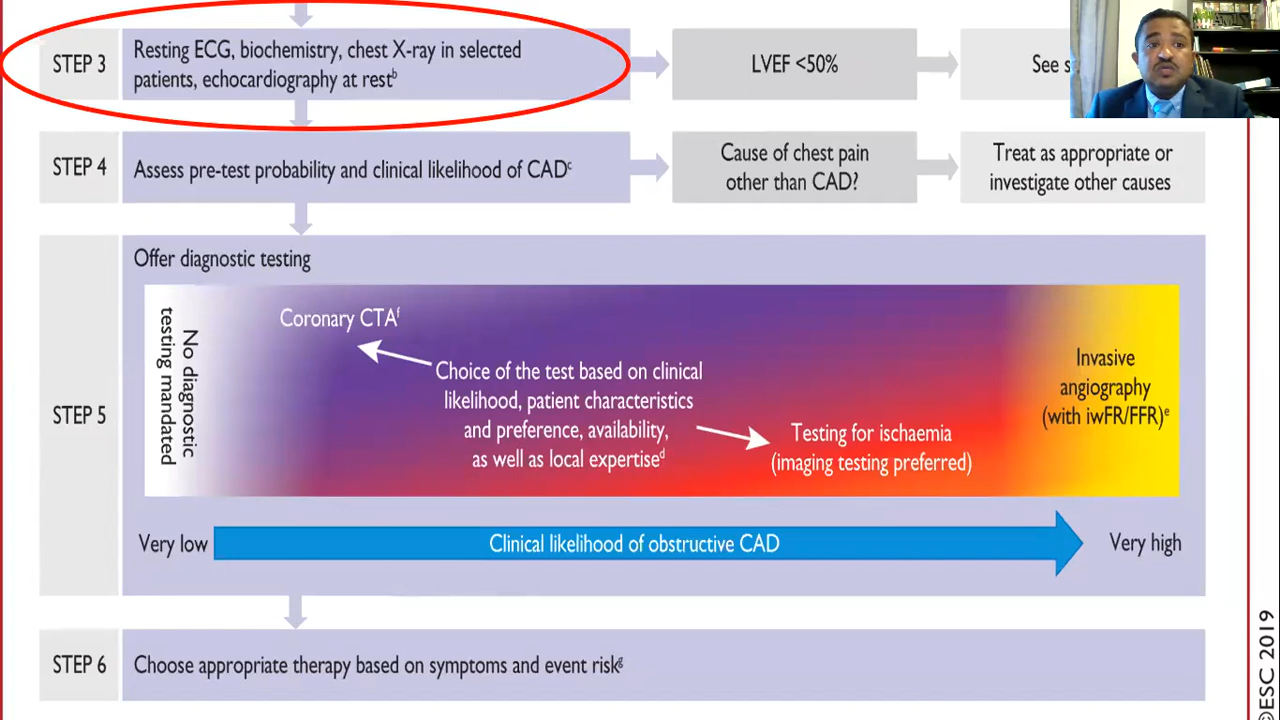 STEP 3
Resting ECG, biochemistry, chest X-ray in selected
patients, echocardiography at restᵇ
LVEF <50%
See
STEP 4
Assess pre-test probability and clinical likelihood of CADᶜ
Cause of chest pain
other than CAD?
Treat as appropriate or
investigate other causes
STEP 5
Offer diagnostic testing
No diagnostic
testing mandated
Coronary CTAᶠ
Choice of the test based on clinical
likelihood, patient characteristics
and preference, availability,
as well as local expertiseᵈ
Testing for ischaemia
(imaging testing preferred)
Invasive
angiography
(with iwFR/FFR)ᵉ
Very low
Clinical likelihood of obstructive CAD
Very high
STEP 6
Choose appropriate therapy based on symptoms and event riskᵍ
©ESC 2019